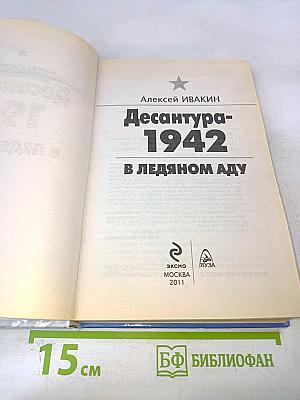 Алексей ИВАКИН
Десантура-
1942
В ЛЕДЯНОМ АДУ
ЭКСМО
ЯУЗА
МОСКВА
2011
15 см
БФ БИБЛИОФАН